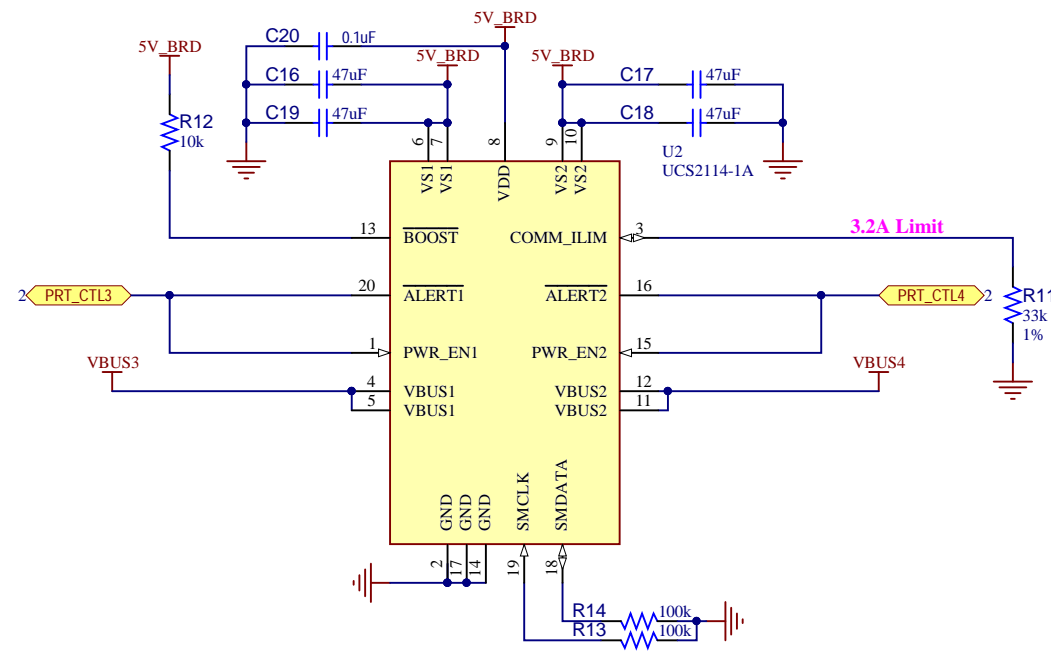 5V_BRD
C20 0.1uF
5V_BRD 5V_BRD 5V_BRD
C16 47uF
C17 47uF
C19 47uF
C18 47uF
R12
10k
6 7 8 9 10
U2
UCS2114-1A
VS1 VS1 VDD VS2 VS2
13 BOOST COMM_ILIM 3 3.2A Limit
2 PRT_CTL3 20 ALERT1 ALERT2 16 PRT_CTL4 2
R11
33k
1%
1 PWR_EN1 PWR_EN2 15
VBUS3 VBUS4
4 VBUS1 VBUS2 12
5 VBUS1 VBUS2 11
GND GND GND SMCLK SMDATA
2 17 14 19 18
R14 100k
R13 100k